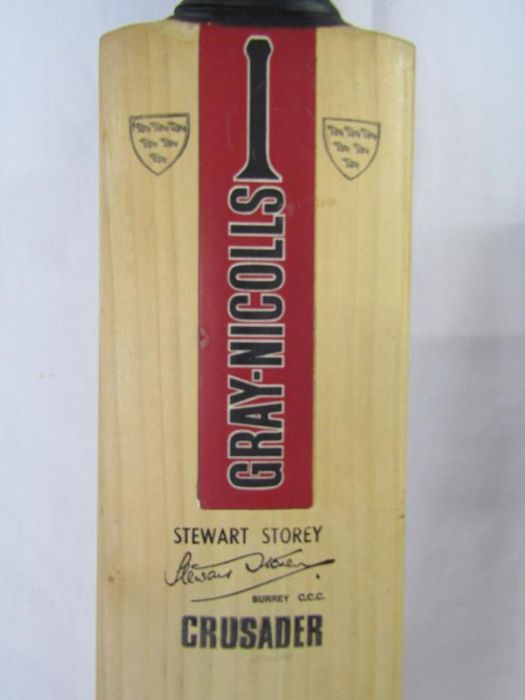 GRAY-NICOLLS
STEWART STOREY
Stewart Storey
SURREY C.C.C.
CRUSADER